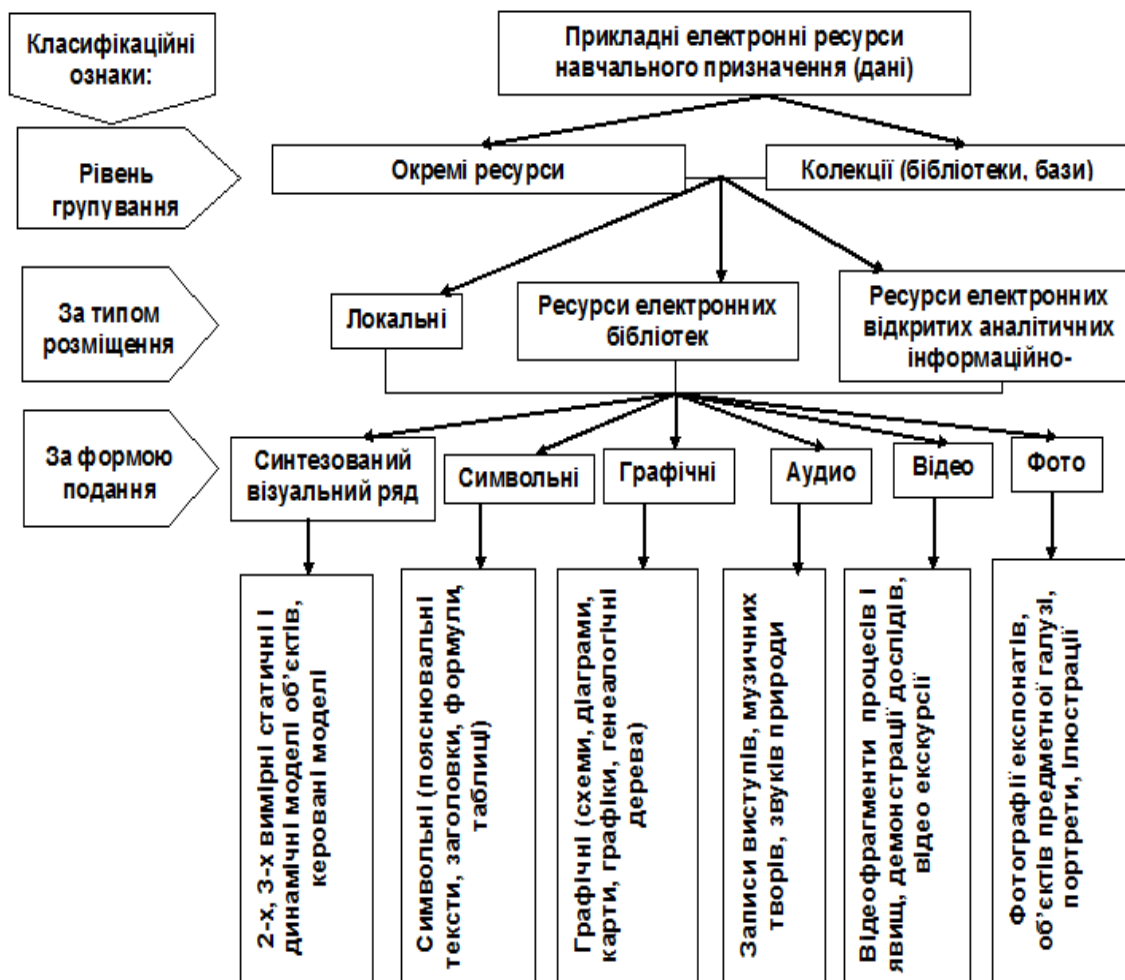 Класифікаційні
ознаки:
Прикладні електронні ресурси
навчального призначення (дані)
Рівень
групування
Окремі ресурси
Колекції (бібліотеки, бази)
За типом
розміщення
Локальні
Ресурси електронних
бібліотек
Ресурси електронних
відкритих аналітичних
інформаційно-
За формою
подання
Синтезований
візуальний ряд
Символьні
Графічні
Аудио
Відео
Фото
2-х, 3-х вимірні статичні і
динамічні моделі об’єктів,
керовані моделі
Символьні (пояснювальні
тексти, заголовки, формули,
таблиці)
Графічні (схеми, діаграми,
карти, графіки, генеалогічні
дерева)
Записи виступів, музичних
творів, звуків природи
Відеофрагменти процесів і
явищ, демонстрації дослідів,
відео екскурсії
Фотографії експонатів,
об’єктів предметної галузі,
портрети, ілюстрації